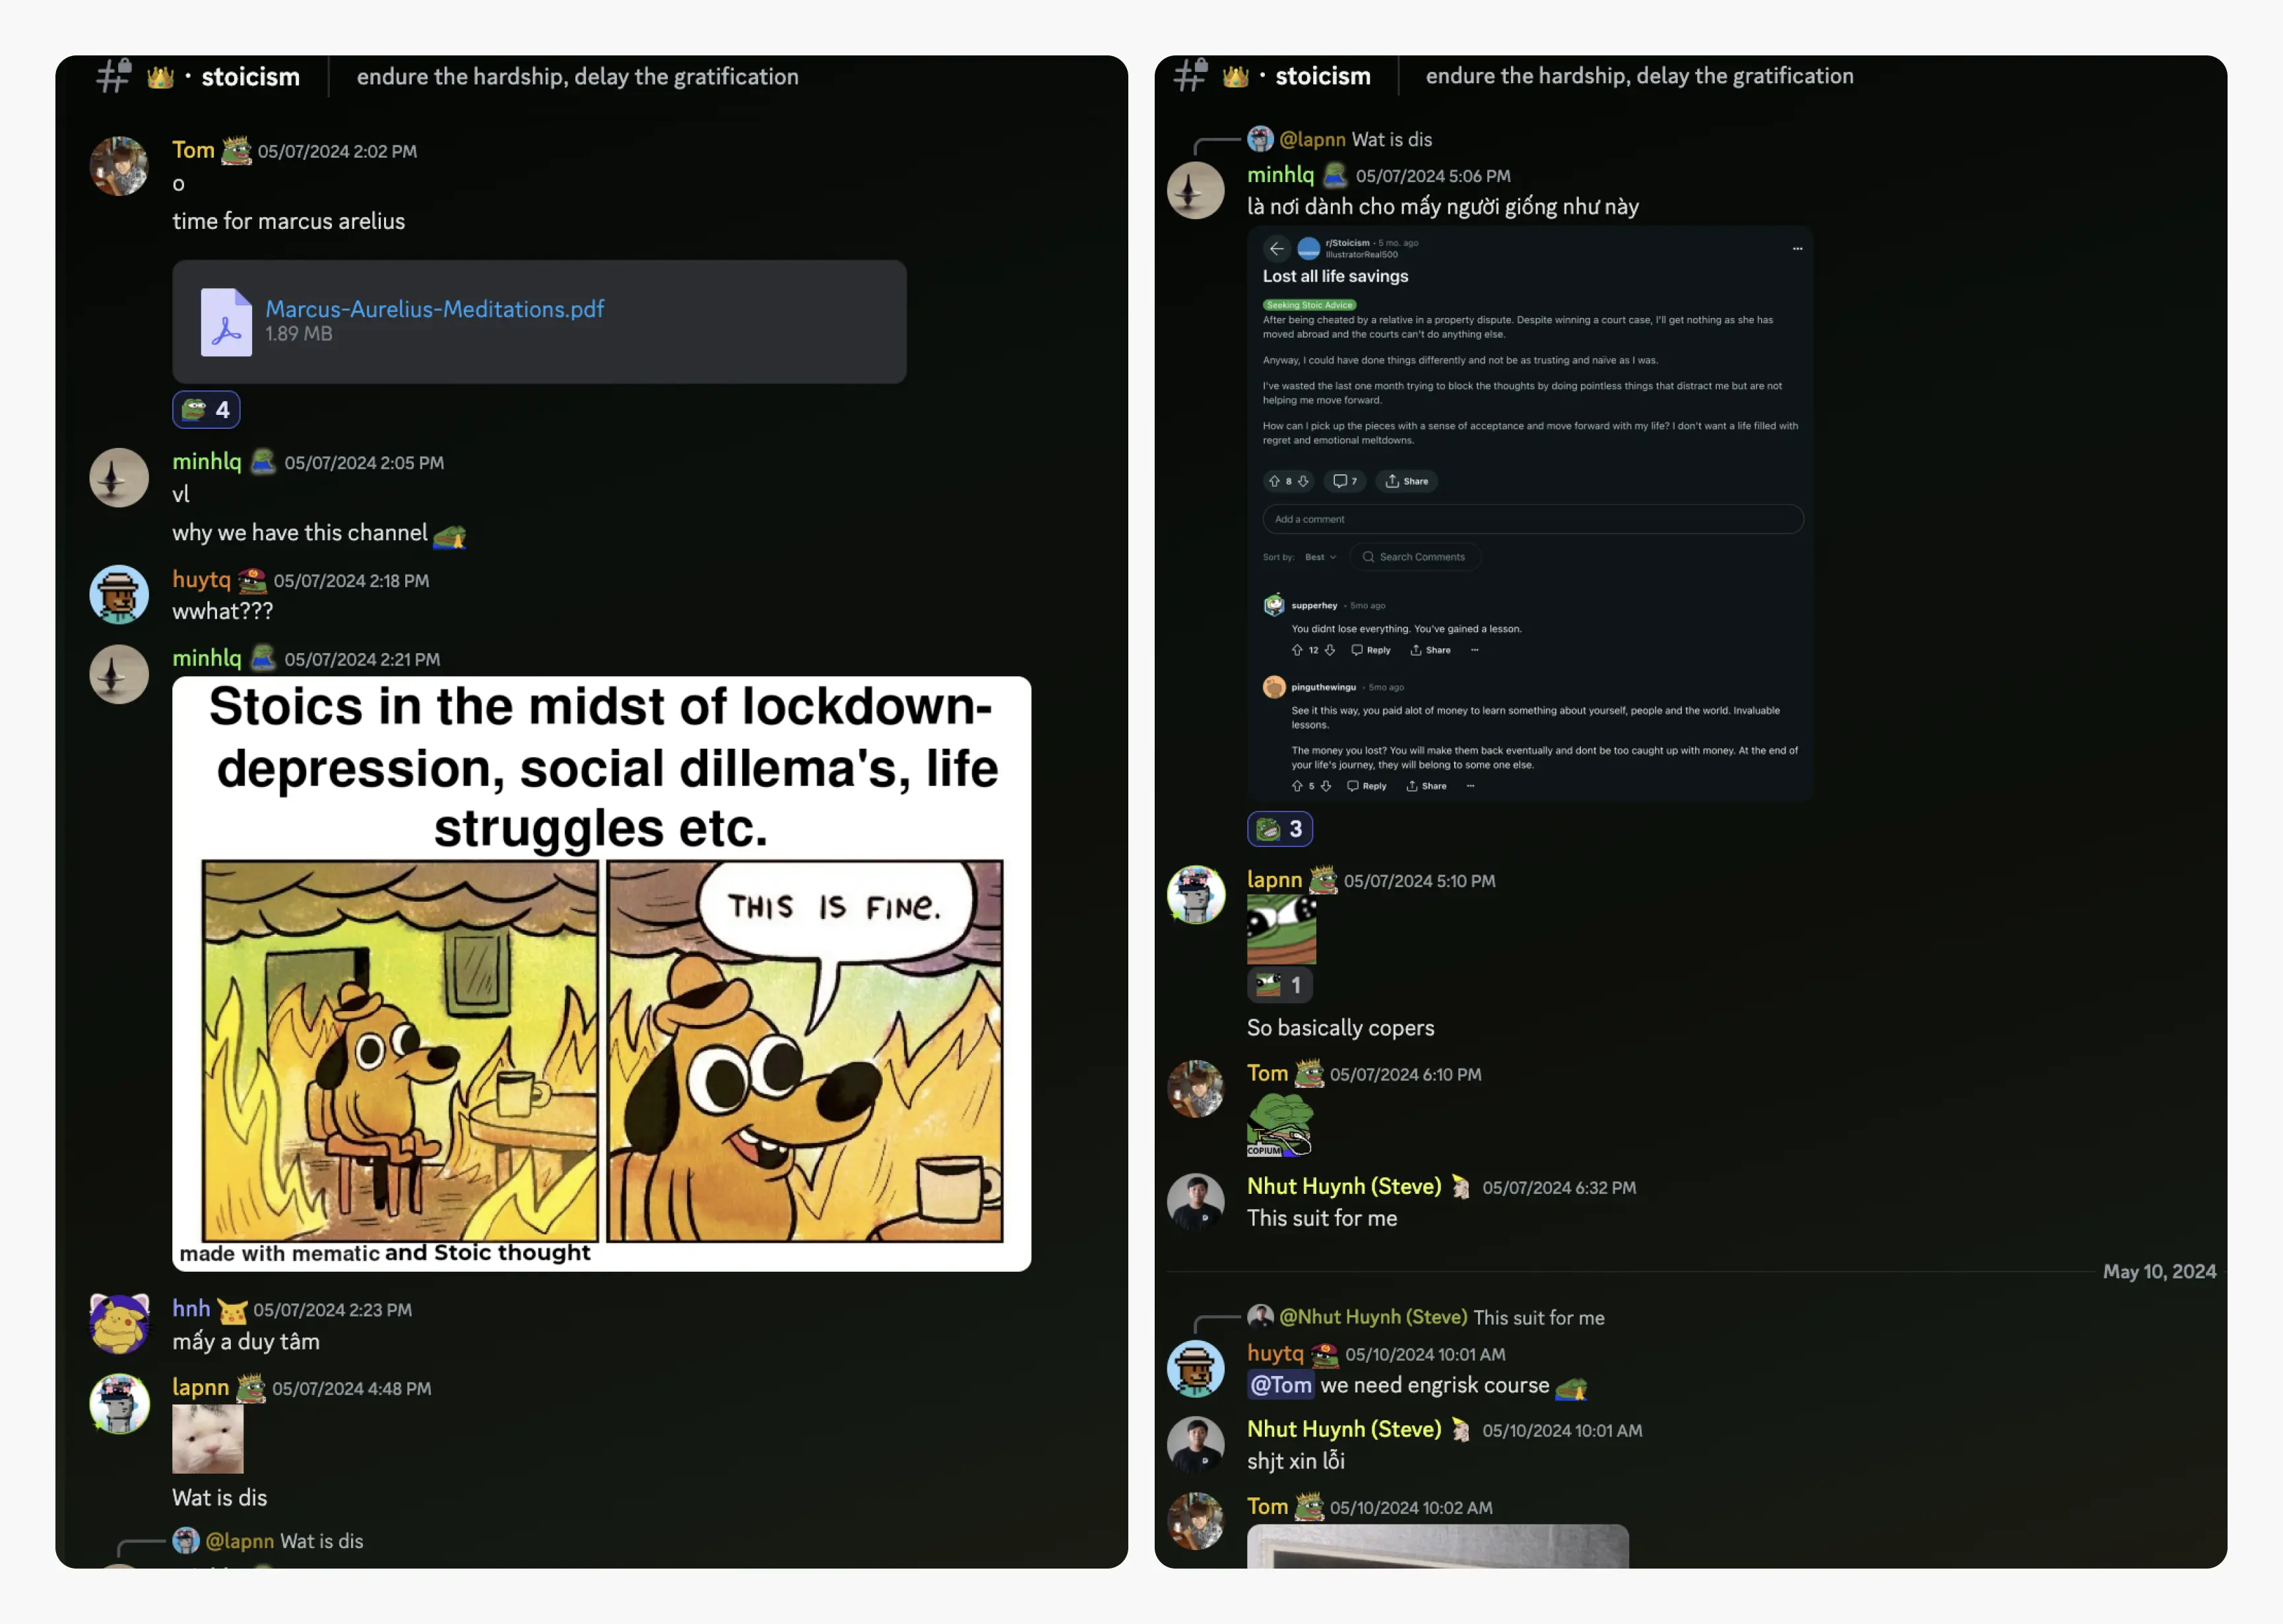 · stoicism | endure the hardship, delay the gratification
Tom 05/07/2024 2:02 PM
o
time for marcus arelius
Marcus-Aurelius-Meditations.pdf
1.89 MB
4
minhlq 05/07/2024 2:05 PM
vl
why we have this channel
huytq 05/07/2024 2:18 PM
wwhat???
minhlq 05/07/2024 2:21 PM
Stoics in the midst of lockdown-
depression, social dillema's, life
struggles etc.
THIS IS FINE.
made with mematic and Stoic thought
hnh 05/07/2024 2:23 PM
mấy a duy tâm
lapnn 05/07/2024 4:48 PM
Wat is dis
@lapnn Wat is dis
· stoicism | endure the hardship, delay the gratification
@lapnn Wat is dis
minhlq 05/07/2024 5:06 PM
là nơi dành cho mấy người giống như này
r/Stoicism · 5 mo. ago
IllustratorReal500
Lost all life savings
Seeking Stoic Advice
After being cheated by a relative in a property dispute. Despite winning a court case, I'll get nothing as she has
moved abroad and the courts can't do anything else.
Anyway, I could have done things differently and not be as trusting and naïve as I was.
I've wasted the last one month trying to block the thoughts by doing pointless things that distract me but are not
helping me move forward.
How can I pick up the pieces with a sense of acceptance and move forward with my life? I don't want a life filled with
regret and emotional meltdowns.
8 7 Share
Add a comment
Sort by: Best Search Comments
supperhey · 5mo ago
You didnt lose everything. You've gained a lesson.
12 Reply Share
pinguthewingu · 5mo ago
See it this way, you paid alot of money to learn something about yourself, people and the world. Invaluable
lessons.
The money you lost? You will make them back eventually and dont be too caught up with money. At the end of
your life's journey, they will belong to some one else.
5 Reply Share
3
lapnn 05/07/2024 5:10 PM
1
So basically copers
Tom 05/07/2024 6:10 PM
COPIUM
Nhut Huynh (Steve) 05/07/2024 6:32 PM
This suit for me
May 10, 2024
@Nhut Huynh (Steve) This suit for me
huytq 05/10/2024 10:01 AM
@Tom we need engrisk course
Nhut Huynh (Steve) 05/10/2024 10:01 AM
shjt xin lỗi
Tom 05/10/2024 10:02 AM